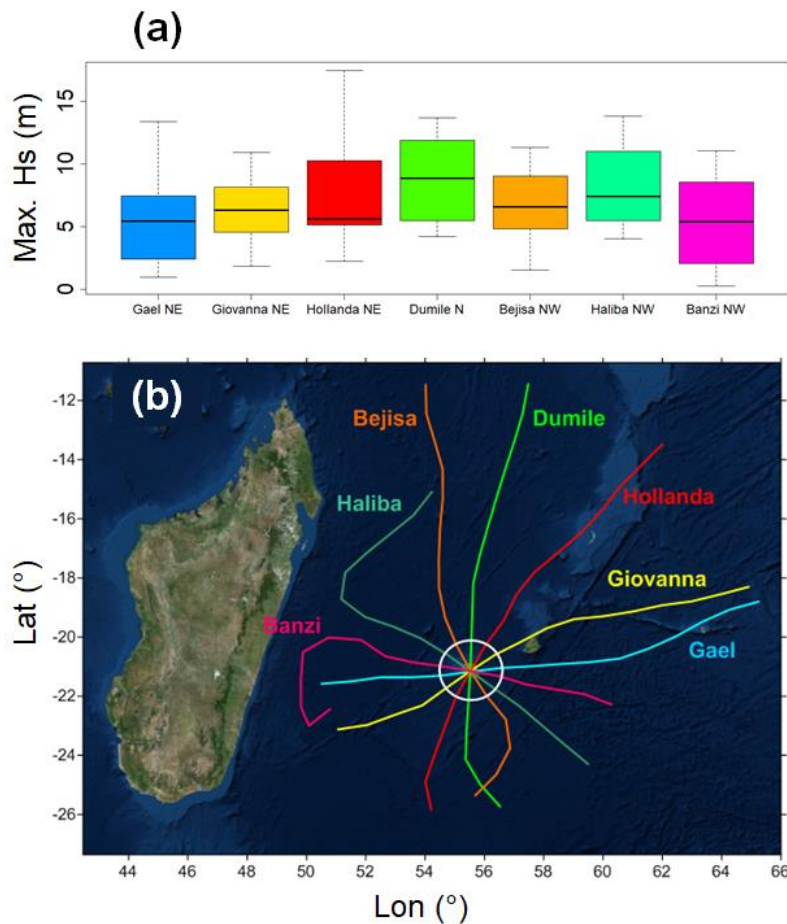 (a)
Max. Hs (m)
15
10
5
0
Gael NE Giovanna NE Hollanda NE Dumile N Bejisa NW Haliba NW Banzi NW
(b)
Lat (°)
-12
-14
-16
-18
-20
-22
-24
-26
Bejisa Dumile
Hollanda
Haliba
Giovanna
Banzi
Gael
44 46 48 50 52 54 56 58 60 62 64 66
Lon (°)